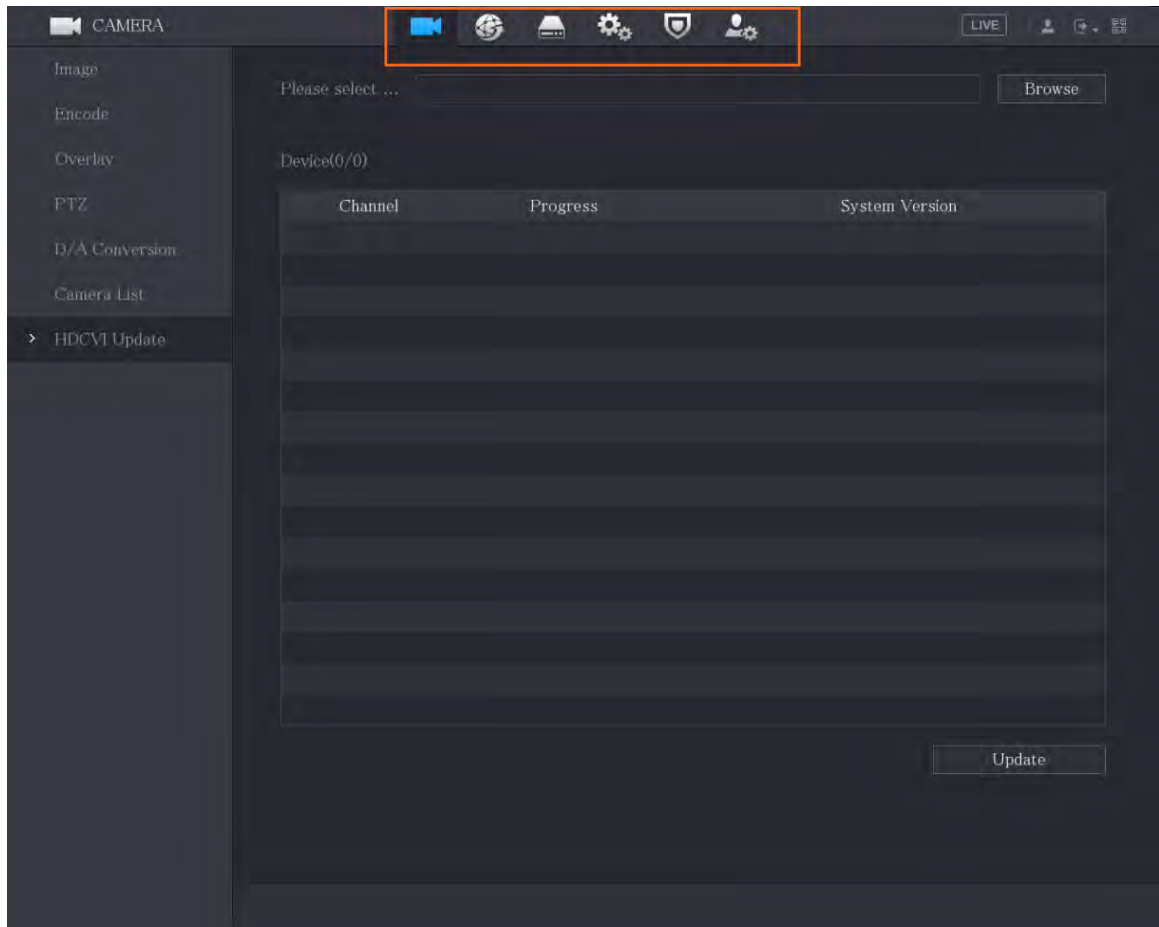 CAMERA
LIVE
Image
Encode
Overlay
PTZ
D/A Conversion
Camera List
HDCVI Update
Please select ...
Browse
Device(0/0)
Channel Progress System Version
Update